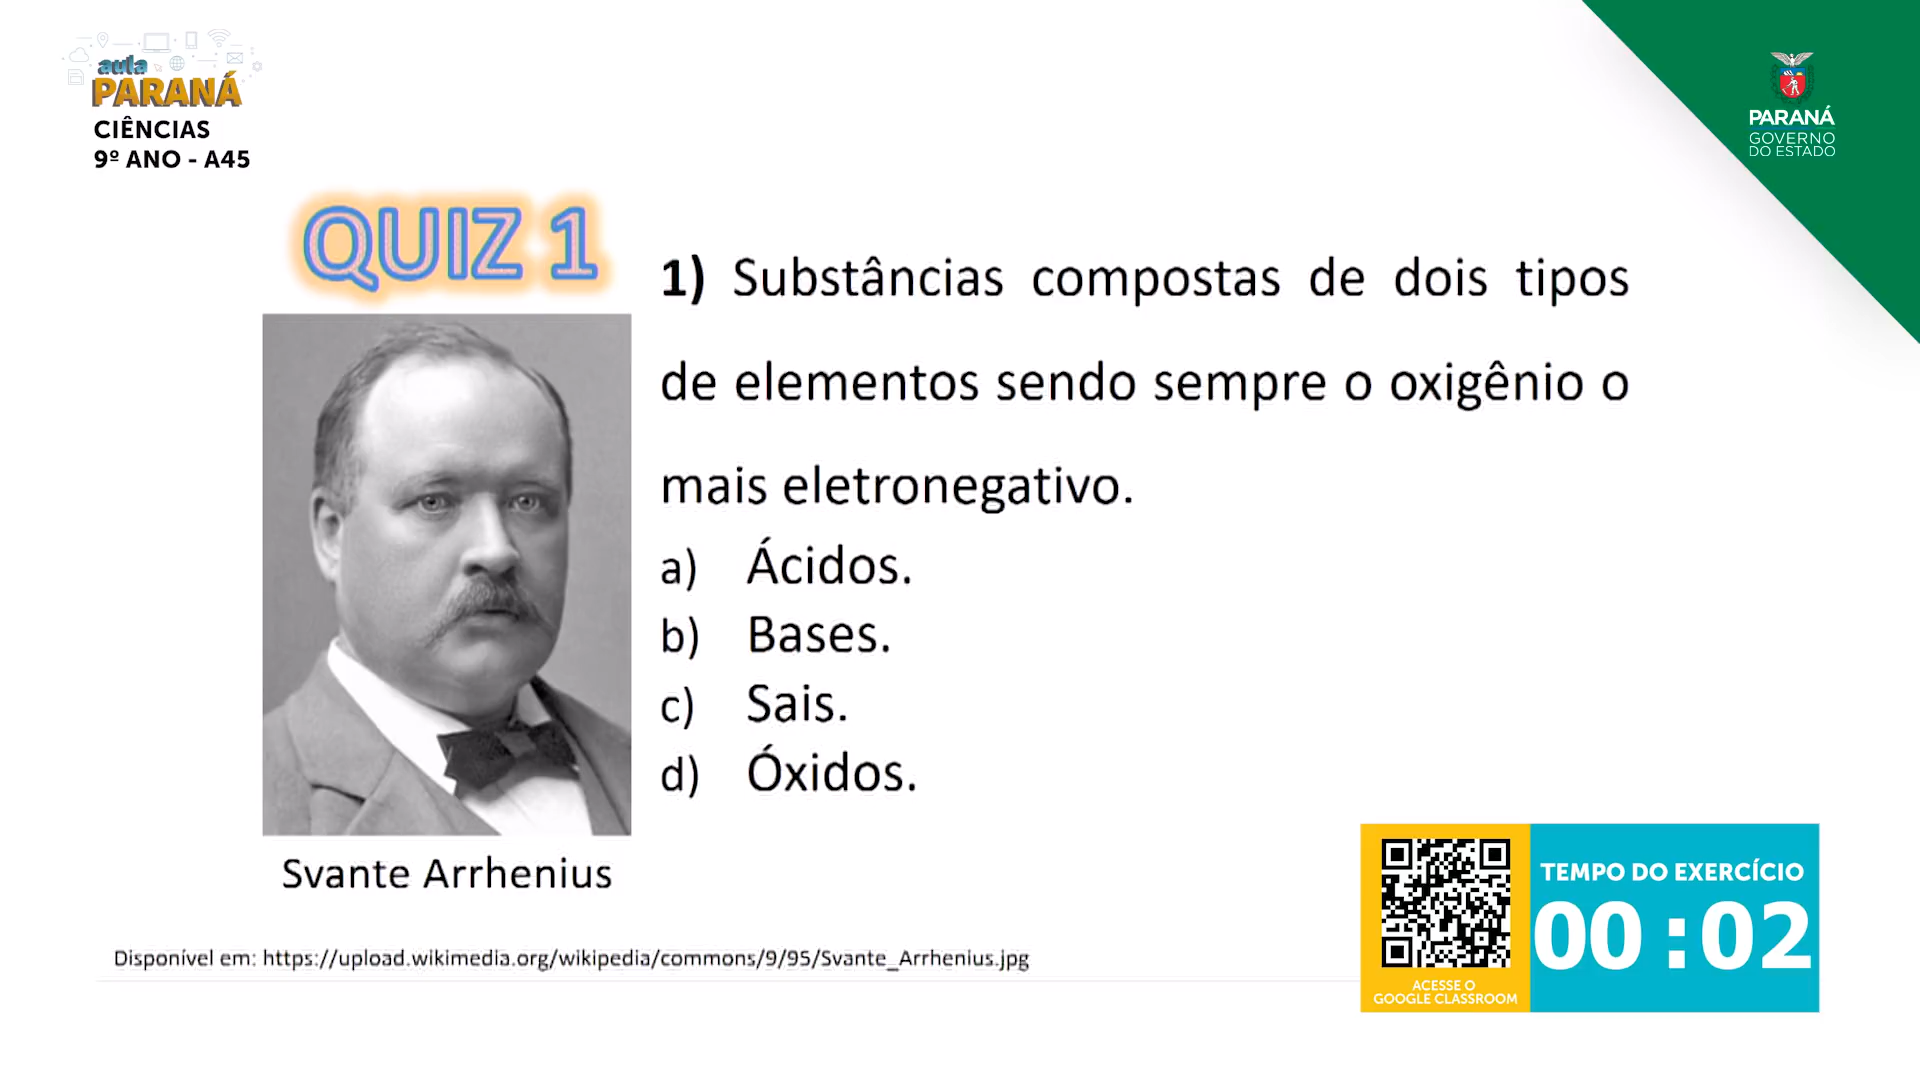 aula
PARANÁ
CIÊNCIAS
9º ANO - A45
PARANÁ
GOVERNO
DO ESTADO
QUIZ 1
1) Substâncias compostas de dois tipos
de elementos sendo sempre o oxigênio o
mais eletronegativo.
a) Ácidos.
b) Bases.
c) Sais.
d) Óxidos.
Svante Arrhenius
Disponível em: https://upload.wikimedia.org/wikipedia/commons/9/95/Svante_Arrhenius.jpg
ACESSE O
GOOGLE CLASSROOM
TEMPO DO EXERCÍCIO
00:02